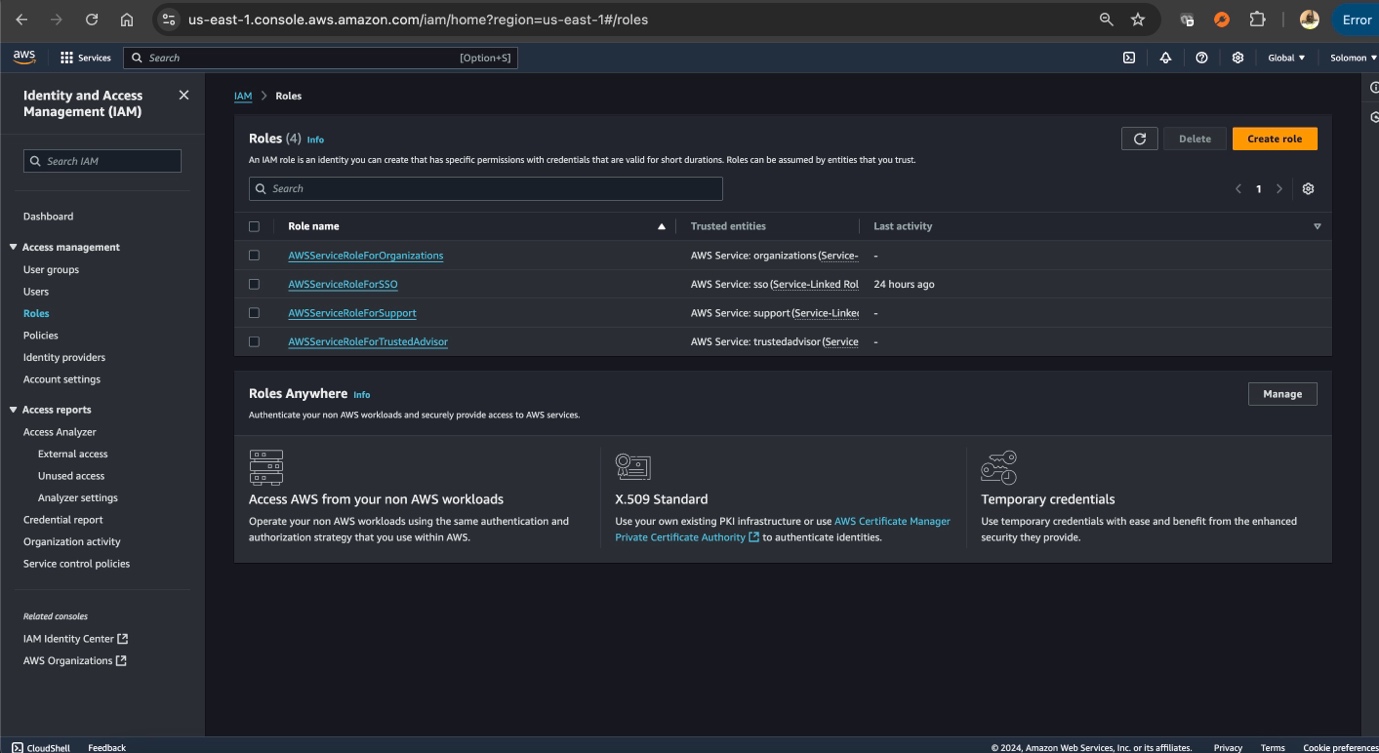 us-east-1.console.aws.amazon.com/iam/home?region=us-east-1#/roles
Error
aws
Services
Search
[Option+S]
Global
Solomon
Identity and Access
Management (IAM)
Search IAM
Dashboard
Access management
User groups
Users
Roles
Policies
Identity providers
Account settings
Access reports
Access Analyzer
External access
Unused access
Analyzer settings
Credential report
Organization activity
Service control policies
Related consoles
IAM Identity Center
AWS Organizations
IAM > Roles
Roles (4) Info
An IAM role is an identity you can create that has specific permissions with credentials that are valid for short durations. Roles can be assumed by entities that you trust.
Delete
Create role
Search
1
Role name Trusted entities Last activity
AWSServiceRoleForOrganizations AWS Service: organizations (Service- -
AWSServiceRoleForSSO AWS Service: sso (Service-Linked Rol 24 hours ago
AWSServiceRoleForSupport AWS Service: support (Service-Linked -
AWSServiceRoleForTrustedAdvisor AWS Service: trustedadvisor (Service -
Roles Anywhere Info
Authenticate your non AWS workloads and securely provide access to AWS services.
Manage
Access AWS from your non AWS workloads
Operate your non AWS workloads using the same authentication and
authorization strategy that you use within AWS.
X.509 Standard
Use your own existing PKI infrastructure or use AWS Certificate Manager
Private Certificate Authority to authenticate identities.
Temporary credentials
Use temporary credentials with ease and benefit from the enhanced
security they provide.
CloudShell Feedback
© 2024, Amazon Web Services, Inc. or its affiliates. Privacy Terms Cookie preferences